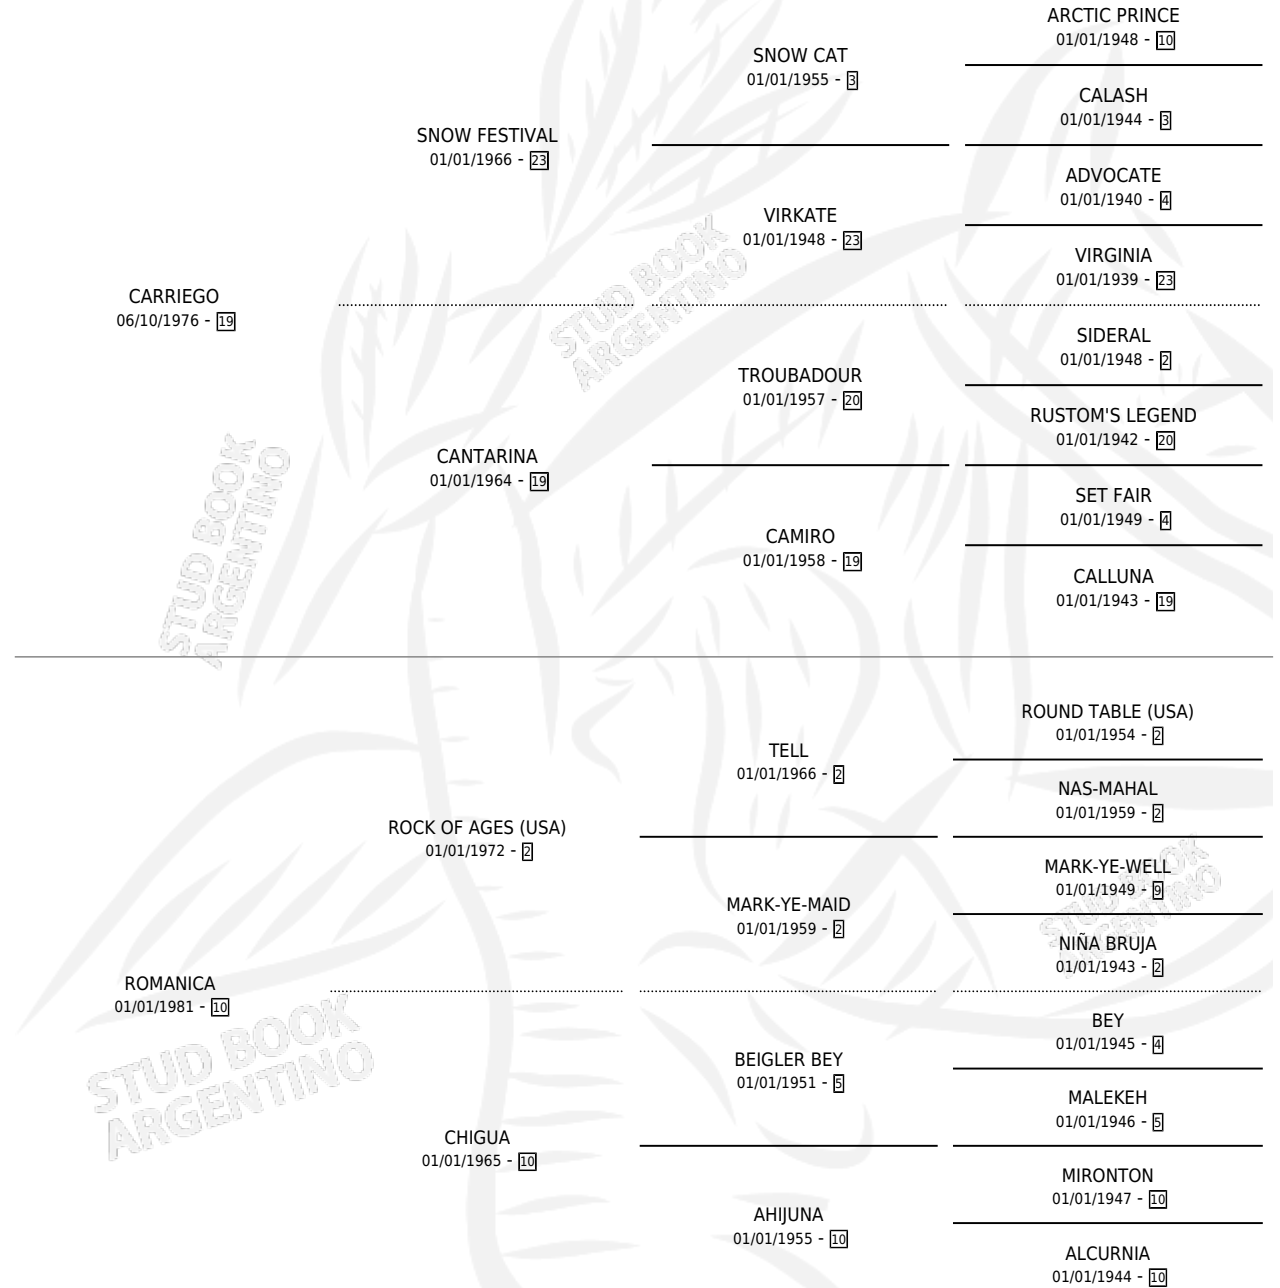 ARCTIC PRINCE
01/01/1948 - 10
SNOW CAT
01/01/1955 - 3
CALASH
01/01/1944 - 3
SNOW FESTIVAL
01/01/1966 - 23
ADVOCATE
01/01/1940 - 4
VIRKATE
01/01/1948 - 23
VIRGINIA
01/01/1939 - 23
CARRIEGO
06/10/1976 - 19
SIDERAL
01/01/1948 - 2
TROUBADOUR
01/01/1957 - 20
RUSTOM'S LEGEND
01/01/1942 - 20
CANTARINA
01/01/1964 - 19
SET FAIR
01/01/1949 - 4
CAMIRO
01/01/1958 - 19
CALLUNA
01/01/1943 - 19
ROUND TABLE (USA)
01/01/1954 - 2
TELL
01/01/1966 - 2
NAS-MAHAL
01/01/1959 - 2
ROCK OF AGES (USA)
01/01/1972 - 2
MARK-YE-WELL
01/01/1949 - 9
MARK-YE-MAID
01/01/1959 - 2
NIÑA BRUJA
01/01/1943 - 2
ROMANICA
01/01/1981 - 10
BEY
01/01/1945 - 4
BEIGLER BEY
01/01/1951 - 5
MALEKEH
01/01/1946 - 5
CHIGUA
01/01/1965 - 10
MIRONTON
01/01/1947 - 10
AHIJUNA
01/01/1955 - 10
ALCURNIA
01/01/1944 - 10
STUD BOOK
ARGENTINO
STUD BOOK
ARGENTINO
STUD BOOK
ARGENTINO
STUD BOOK
ARGENTINO